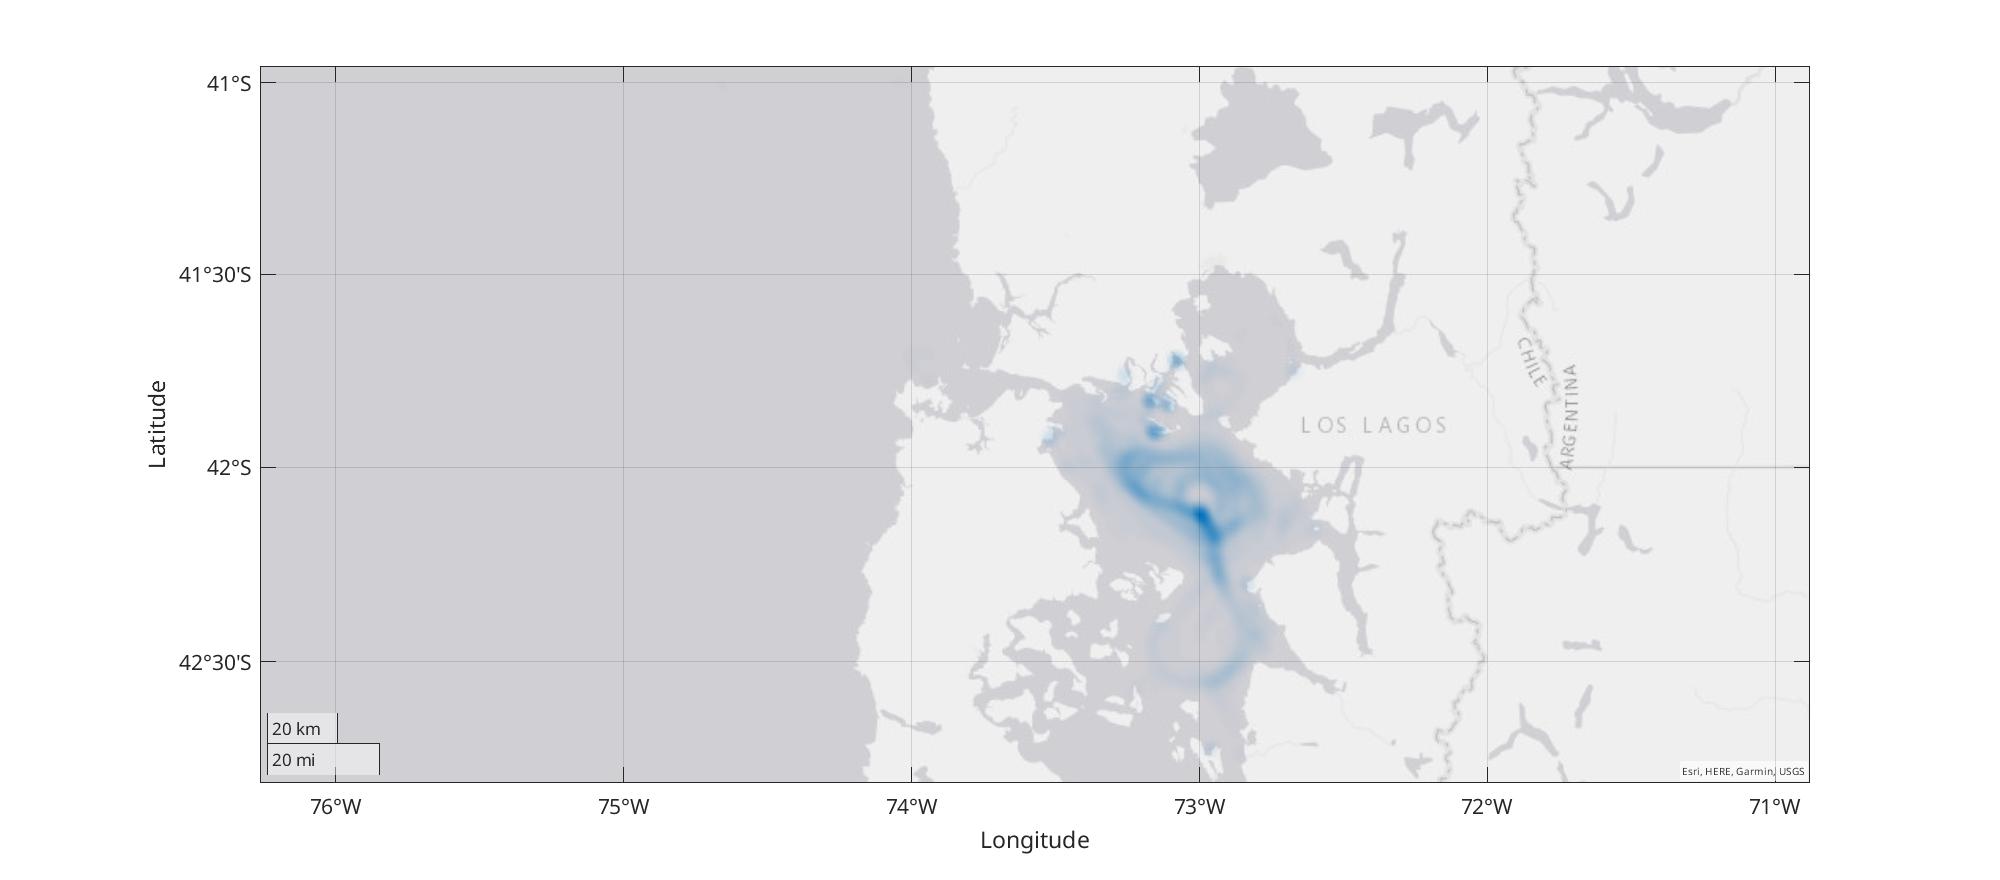 41°S
41°30'S
42°S
42°30'S
Latitude
CHILE
ARGENTINA
LOS LAGOS
20 km
20 mi
Esri, HERE, Garmin, USGS
76°W
75°W
74°W
73°W
72°W
71°W
Longitude